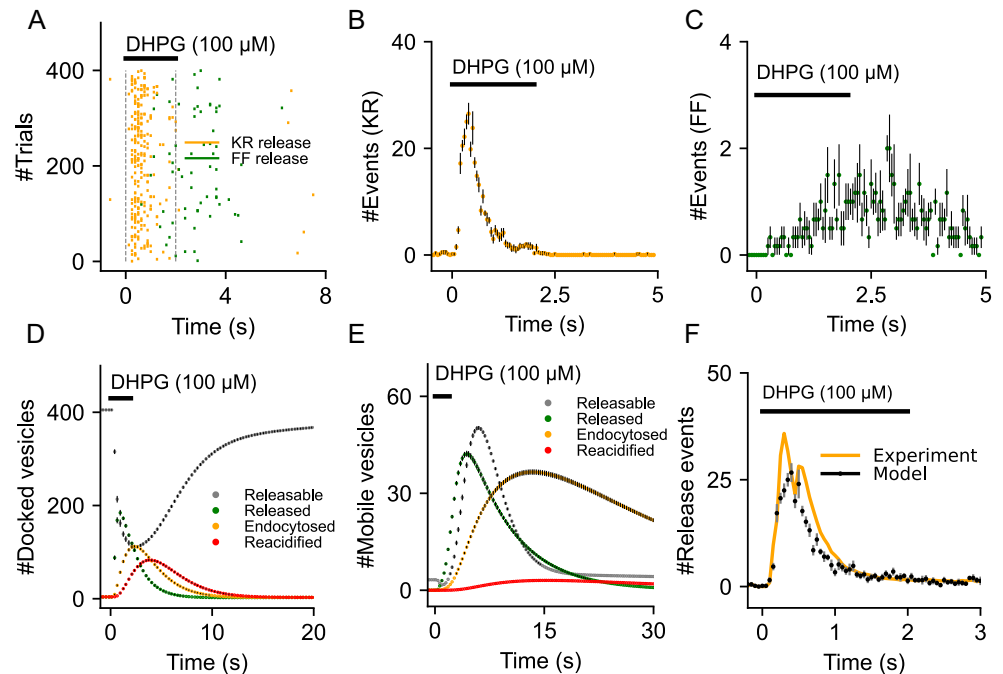 A
DHPG (100 µM)
400
200
0
#Trials
KR release
FF release
0
4
8
Time (s)
B
DHPG (100 µM)
40
20
0
#Events (KR)
0
2.5
5
Time (s)
C
DHPG (100 µM)
4
2
0
#Events (FF)
0
2.5
5
Time (s)
D
DHPG (100 µM)
400
200
0
#Docked vesicles
Releasable
Released
Endocytosed
Reacidified
0
10
20
Time (s)
E
DHPG (100 µM)
60
30
0
#Mobile vesicles
Releasable
Released
Endocytosed
Reacidified
0
15
30
Time (s)
F
DHPG (100 µM)
50
25
0
#Release events
Experiment
Model
0
1
2
3
Time (s)